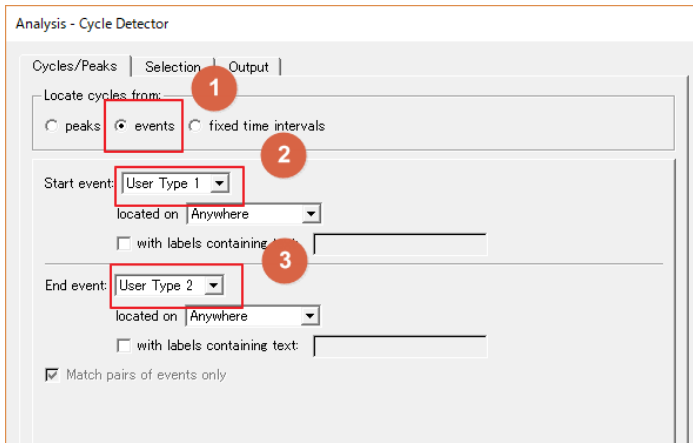 Analysis - Cycle Detector
Cycles/Peaks Selection Output
1
Locate cycles from:
peaks events fixed time intervals
2
Start event: User Type 1
located on Anywhere
with labels containing text:
3
End event: User Type 2
located on Anywhere
with labels containing text:
Match pairs of events only